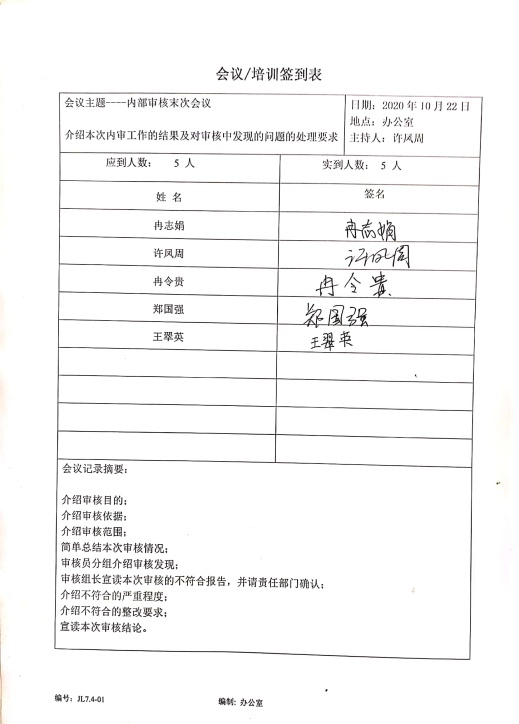 会议/培训签到表
会议主题----内部审核末次会议
介绍本次内审工作的结果及对审核中发现的问题的处理要求
日期：2020 年 10 月 22 日
地点：办公室
主持人：许凤周
应到人数： 5 人 实到人数：5 人
姓 名 签名
冉志娟 冉志娟
许凤周 许凤周
冉令贵 冉令贵
郑国强 郑国强
王翠英 王翠英
会议记录摘要：
介绍审核目的；
介绍审核依据；
介绍审核范围；
简单总结本次审核情况；
审核员分组介绍审核发现；
审核组长宣读本次审核的不符合报告，并请责任部门确认；
介绍不符合的严重程度；
介绍不符合的整改要求；
宣读本次审核结论。
编号：JL7.4-01 编制：办公室